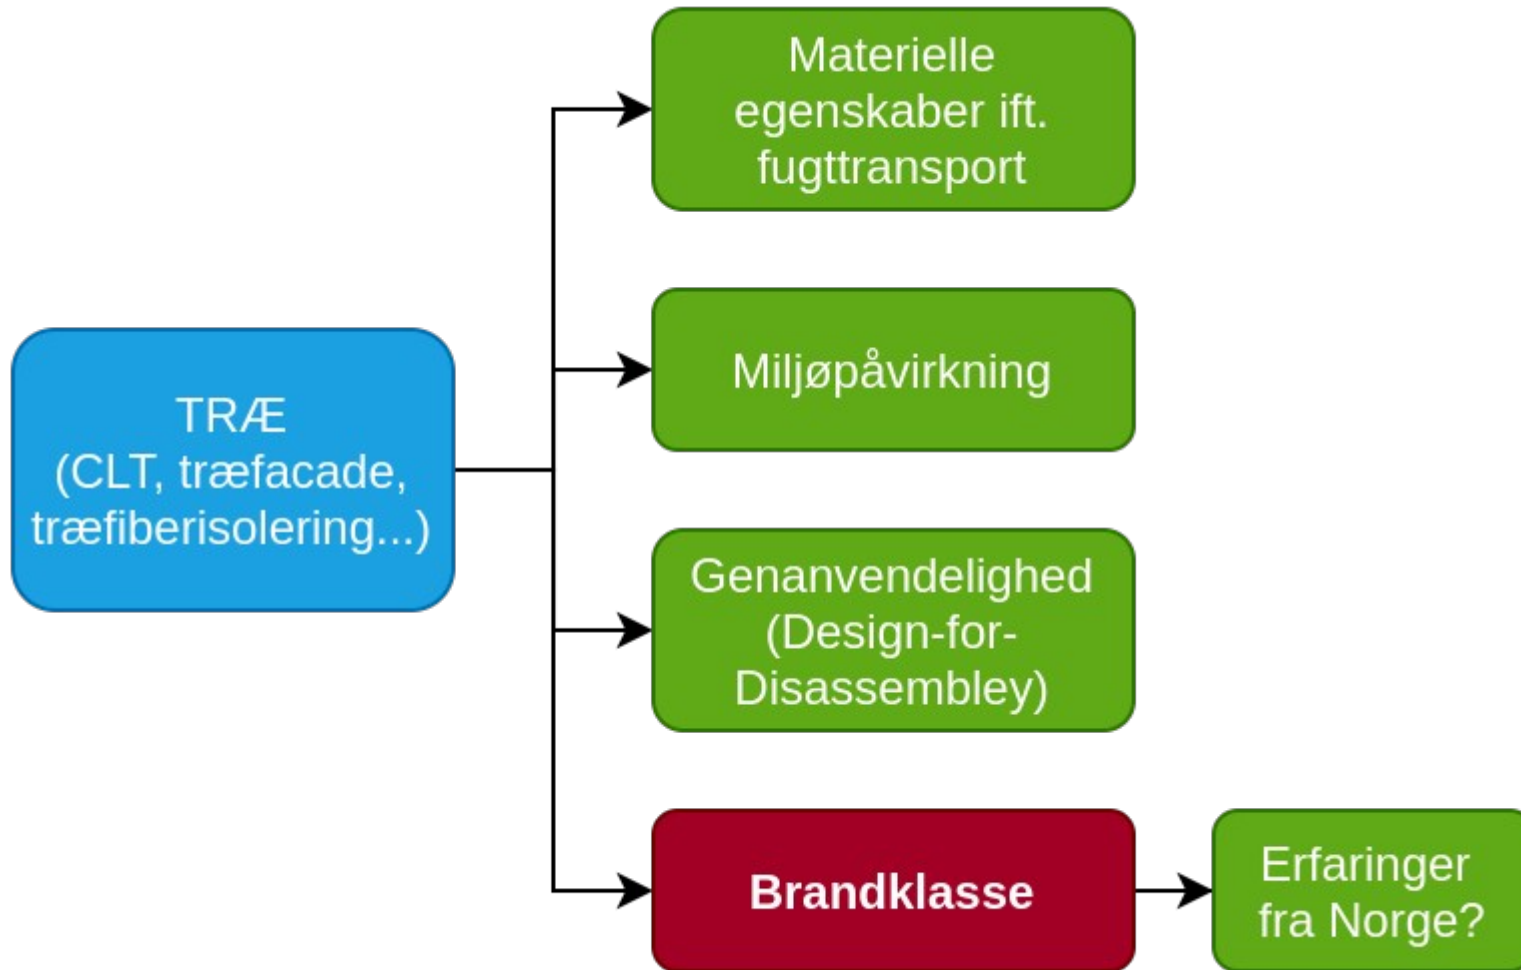 Materielle
egenskaber ift.
fugttransport
Miljøpåvirkning
TRÆ
(CLT, træfacade,
træfiberisolering...)
Genanvendelighed
(Design-for-
Disassembley)
Brandklasse
Erfaringer
fra Norge?